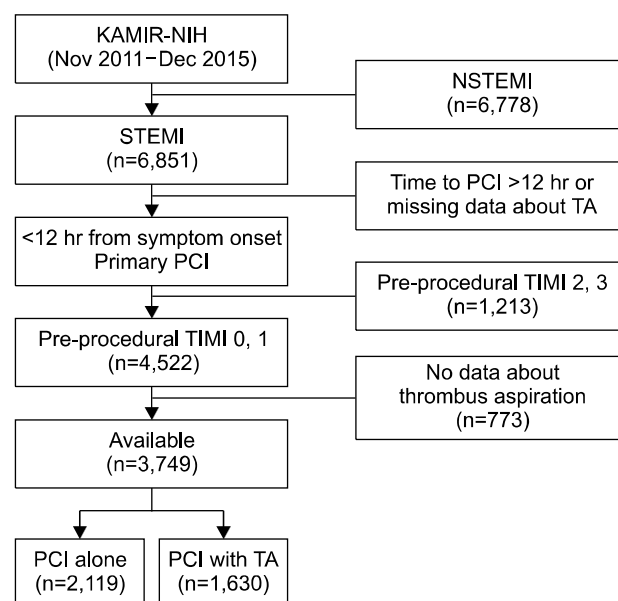 KAMIR-NIH
(Nov 2011−Dec 2015)
NSTEMI
(n=6,778)
STEMI
(n=6,851)
Time to PCI >12 hr or
missing data about TA
<12 hr from symptom onset
Primary PCI
Pre-procedural TIMI 2, 3
(n=1,213)
Pre-procedural TIMI 0, 1
(n=4,522)
No data about
thrombus aspiration
(n=773)
Available
(n=3,749)
PCI alone
(n=2,119)
PCI with TA
(n=1,630)